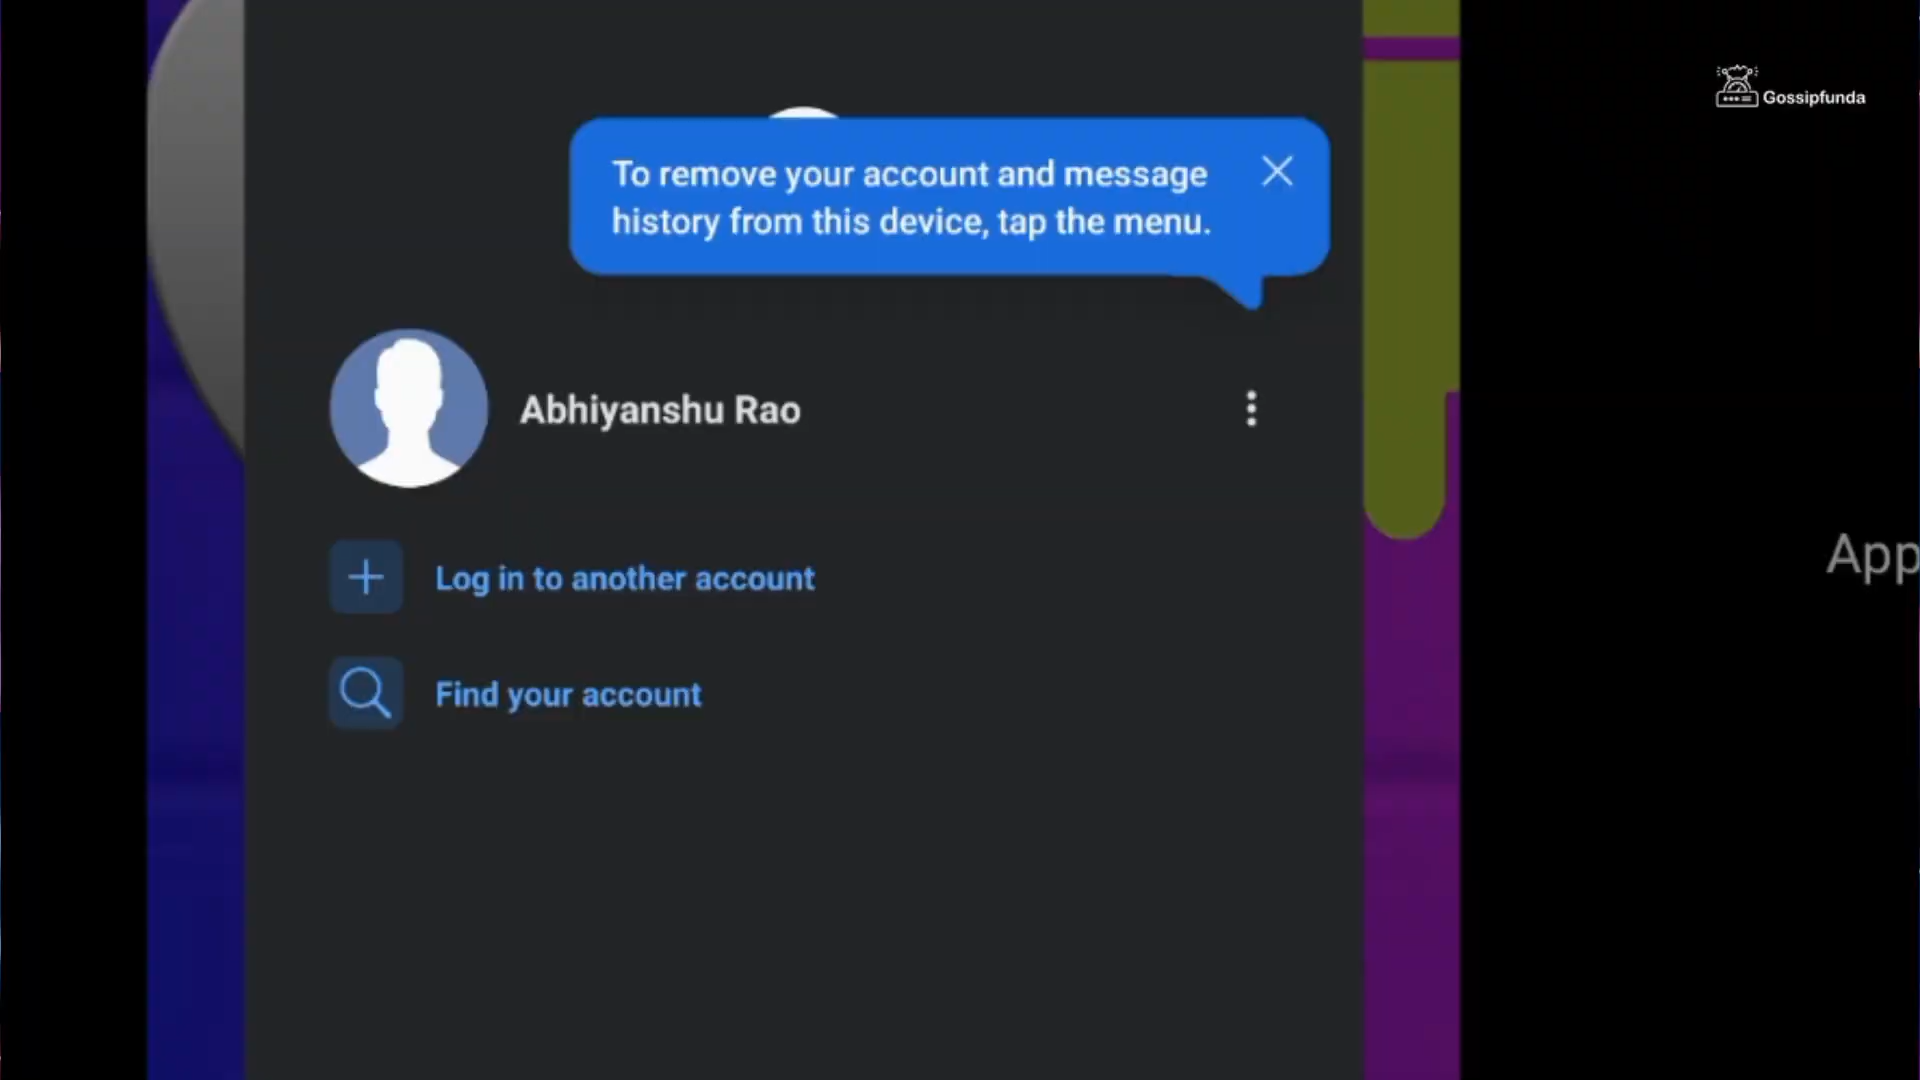 Gossipfunda
To remove your account and message
history from this device, tap the menu.
Abhiyanshu Rao
Log in to another account
App
Find your account